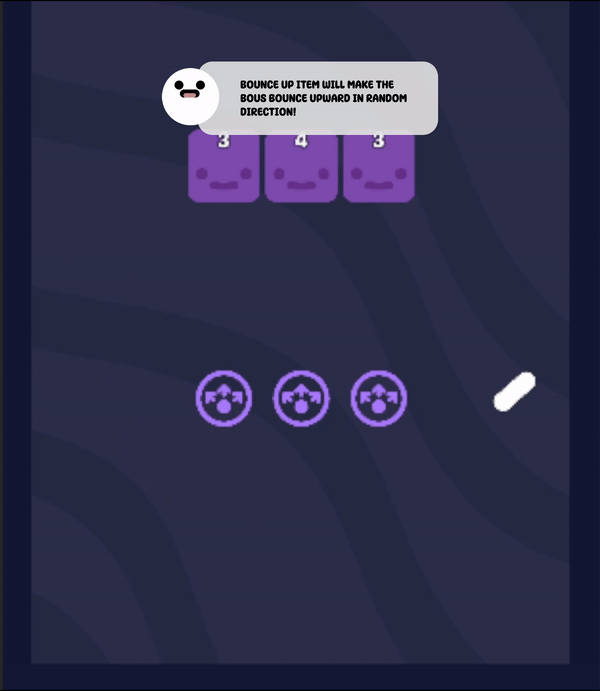 BOUNCE UP ITEM WILL MAKE THE
BOUS BOUNCE UPWARD IN RANDOM
DIRECTION!
3 4 3